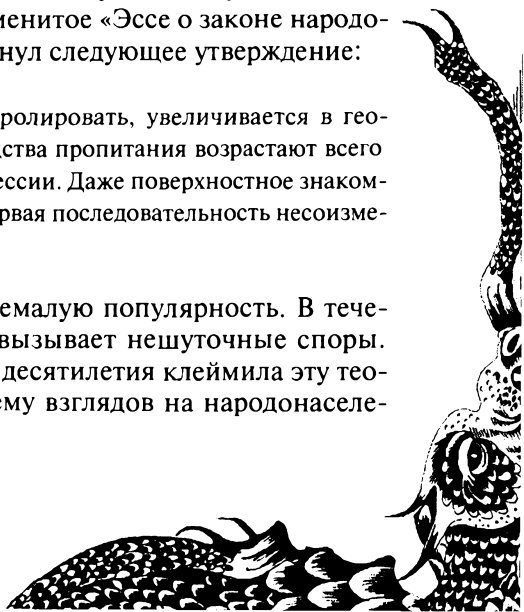 менитое «Эссе о законе народо-
нул следующее утверждение:
ролировать, увеличивается в гео-
дства пропитания возрастают всего
ессии. Даже поверхностное знаком-
рвая последовательность несоизме-
емалую популярность. В тече-
вызывает нешуточные споры.
десятилетия клеймила эту тео-
ему взглядов на народонаселе-